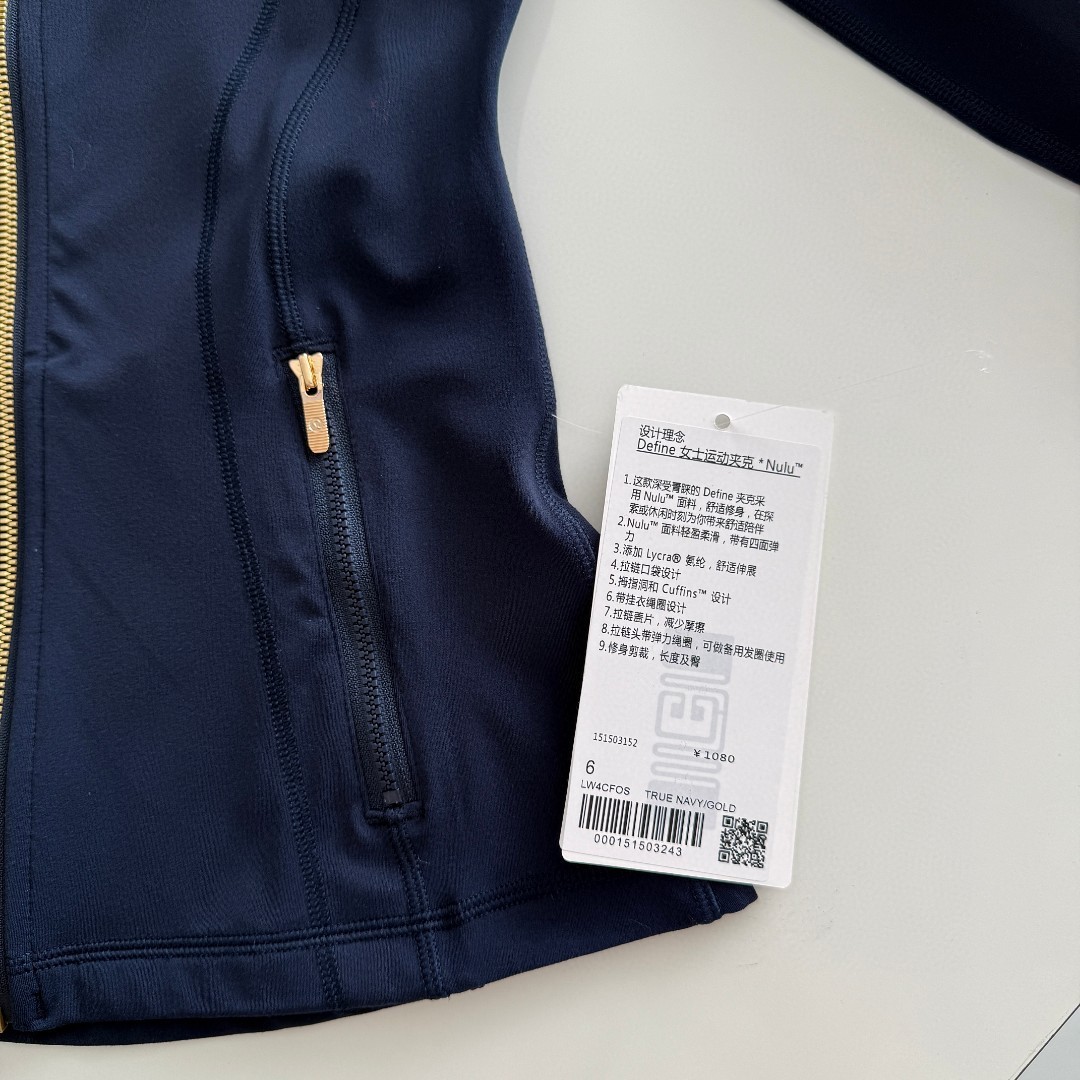 设计理念
Define 女士运动夹克 *Nulu™
1.这款深受青睐的 Define 夹克采
用 Nulu™ 面料，舒适修身，在探
索或休闲时刻为你带来舒适陪伴
2.Nulu™ 面料轻盈柔滑，带有四面弹
力
3.添加 Lycra® 氨纶，舒适伸展
4.拉链口袋设计
5.拇指洞和 Cuffins™ 设计
6.带挂衣绳圈设计
7.拉链盖片，减少摩擦
8.拉链头带弹力绳圈，可做备用发圈使用
9.修身剪裁，长度及臀
151503152
¥1080
6
LW4CFOS TRUE NAVY/GOLD
000151503243